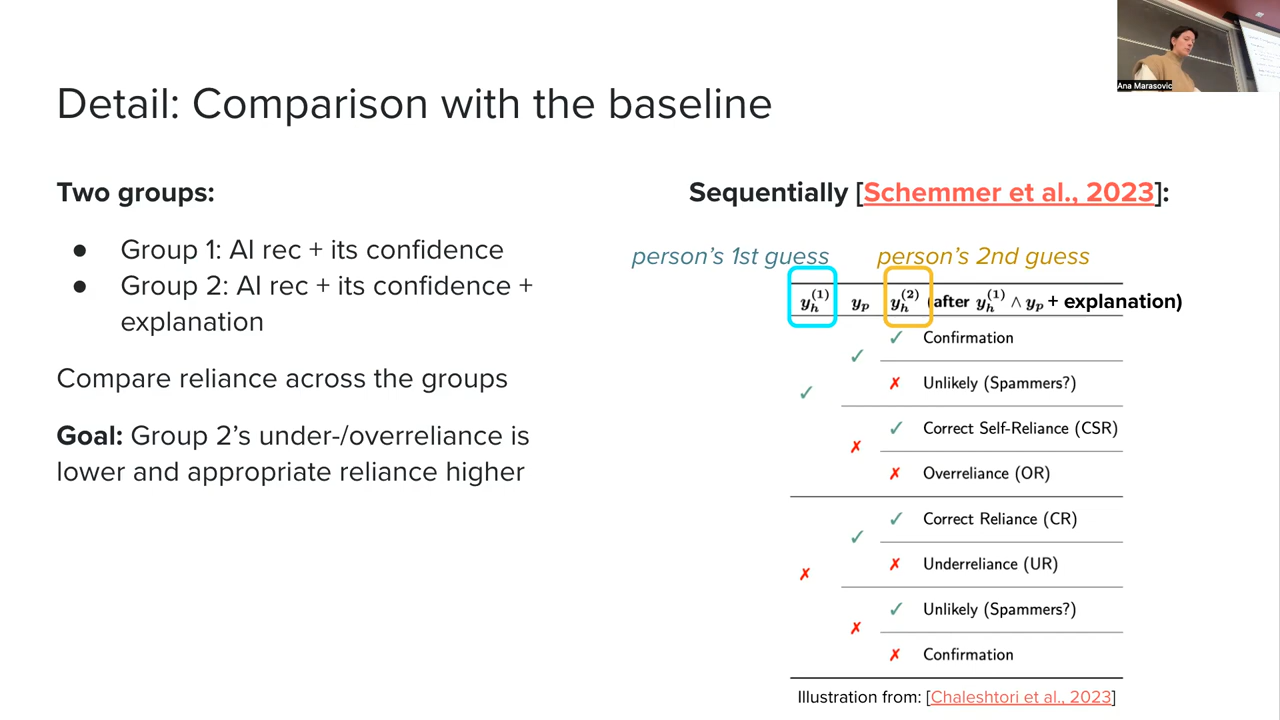 Ana Marasovic
Detail: Comparison with the baseline
Two groups:
● Group 1: AI rec + its confidence
● Group 2: AI rec + its confidence +
explanation
Compare reliance across the groups
Goal: Group 2’s under-/overreliance is
lower and appropriate reliance higher
Sequentially [Schemmer et al., 2023]:
person’s 1st guess person’s 2nd guess
y_h^(1) y_p y_h^(2) (after y_h^(1) ∧ y_p + explanation)
✓ Confirmation
✓
✗ Unlikely (Spammers?)
✓
✓ Correct Self-Reliance (CSR)
✗
✗ Overreliance (OR)
✓ Correct Reliance (CR)
✓
✗ Underreliance (UR)
✗
✓ Unlikely (Spammers?)
✗
✗ Confirmation
Illustration from: [Chaleshtori et al., 2023]